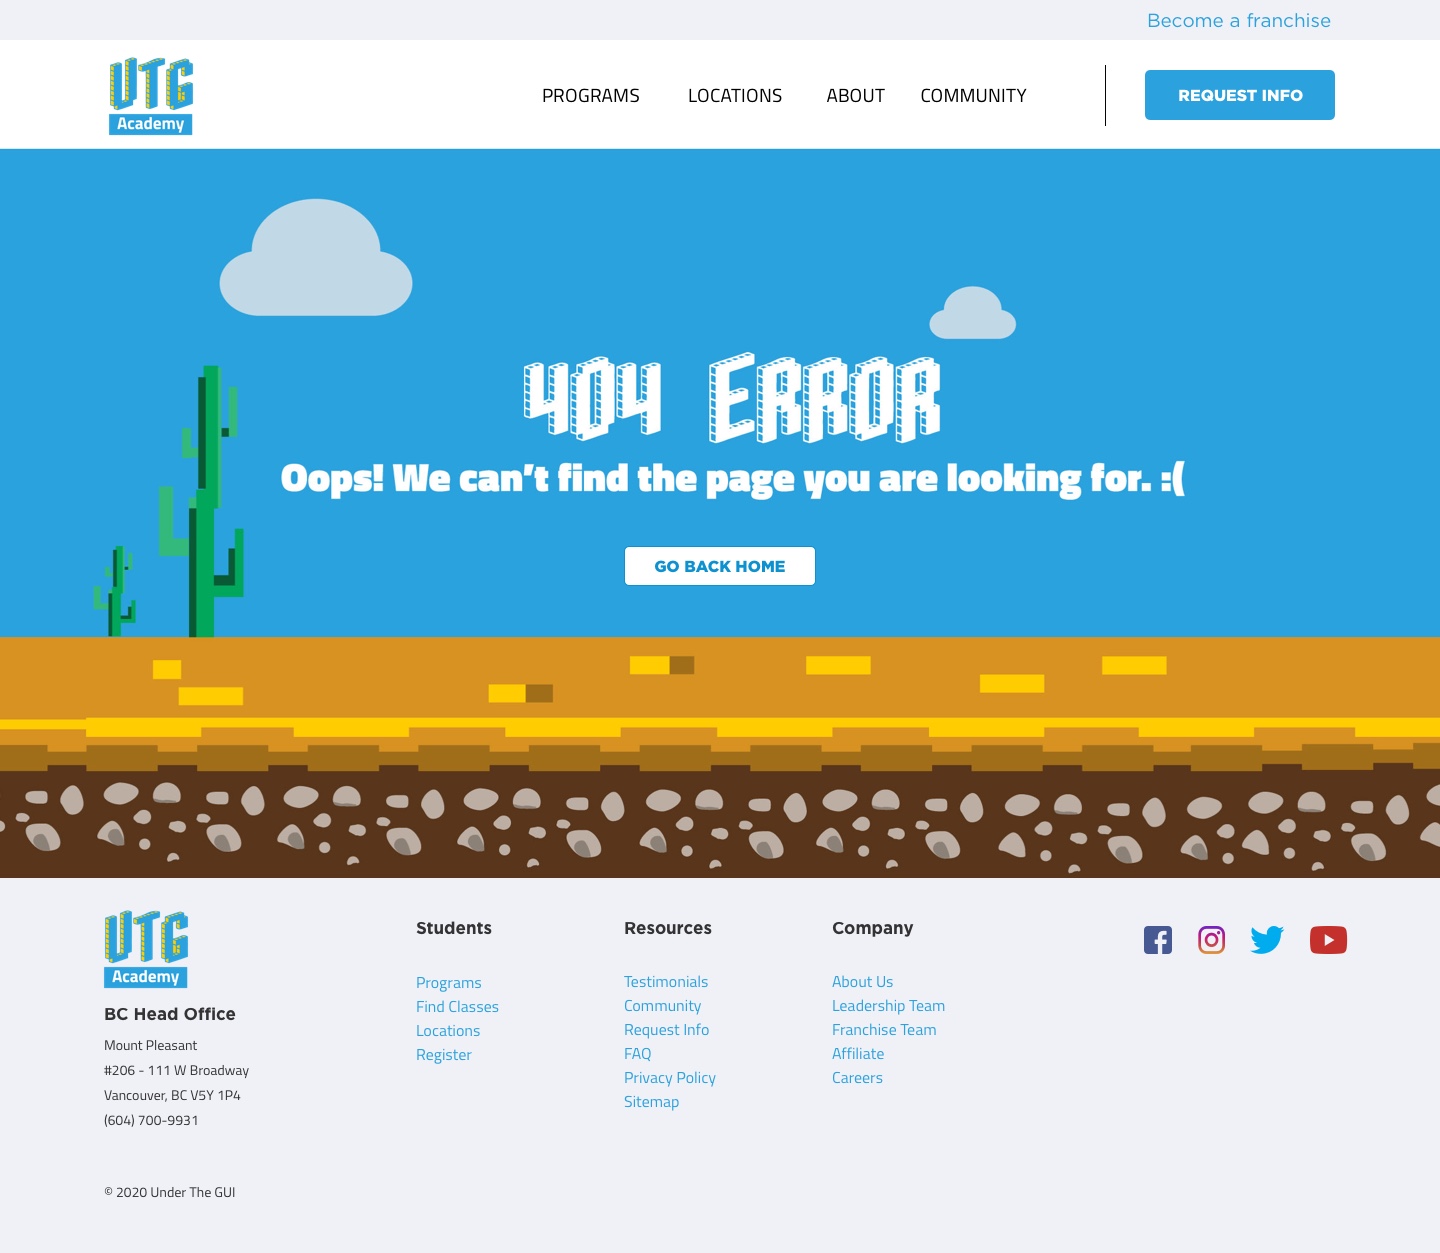 Become a franchise
UTG
Academy
PROGRAMS LOCATIONS ABOUT COMMUNITY
REQUEST INFO
404 ERROR
Oops! We can’t find the page you are looking for. :(
GO BACK HOME
UTG
Academy
BC Head Office
Mount Pleasant
#206 - 111 W Broadway
Vancouver, BC V5Y 1P4
(604) 700-9931
© 2020 Under The GUI
Students
Programs
Find Classes
Locations
Register
Resources
Testimonials
Community
Request Info
FAQ
Privacy Policy
Sitemap
Company
About Us
Leadership Team
Franchise Team
Affiliate
Careers